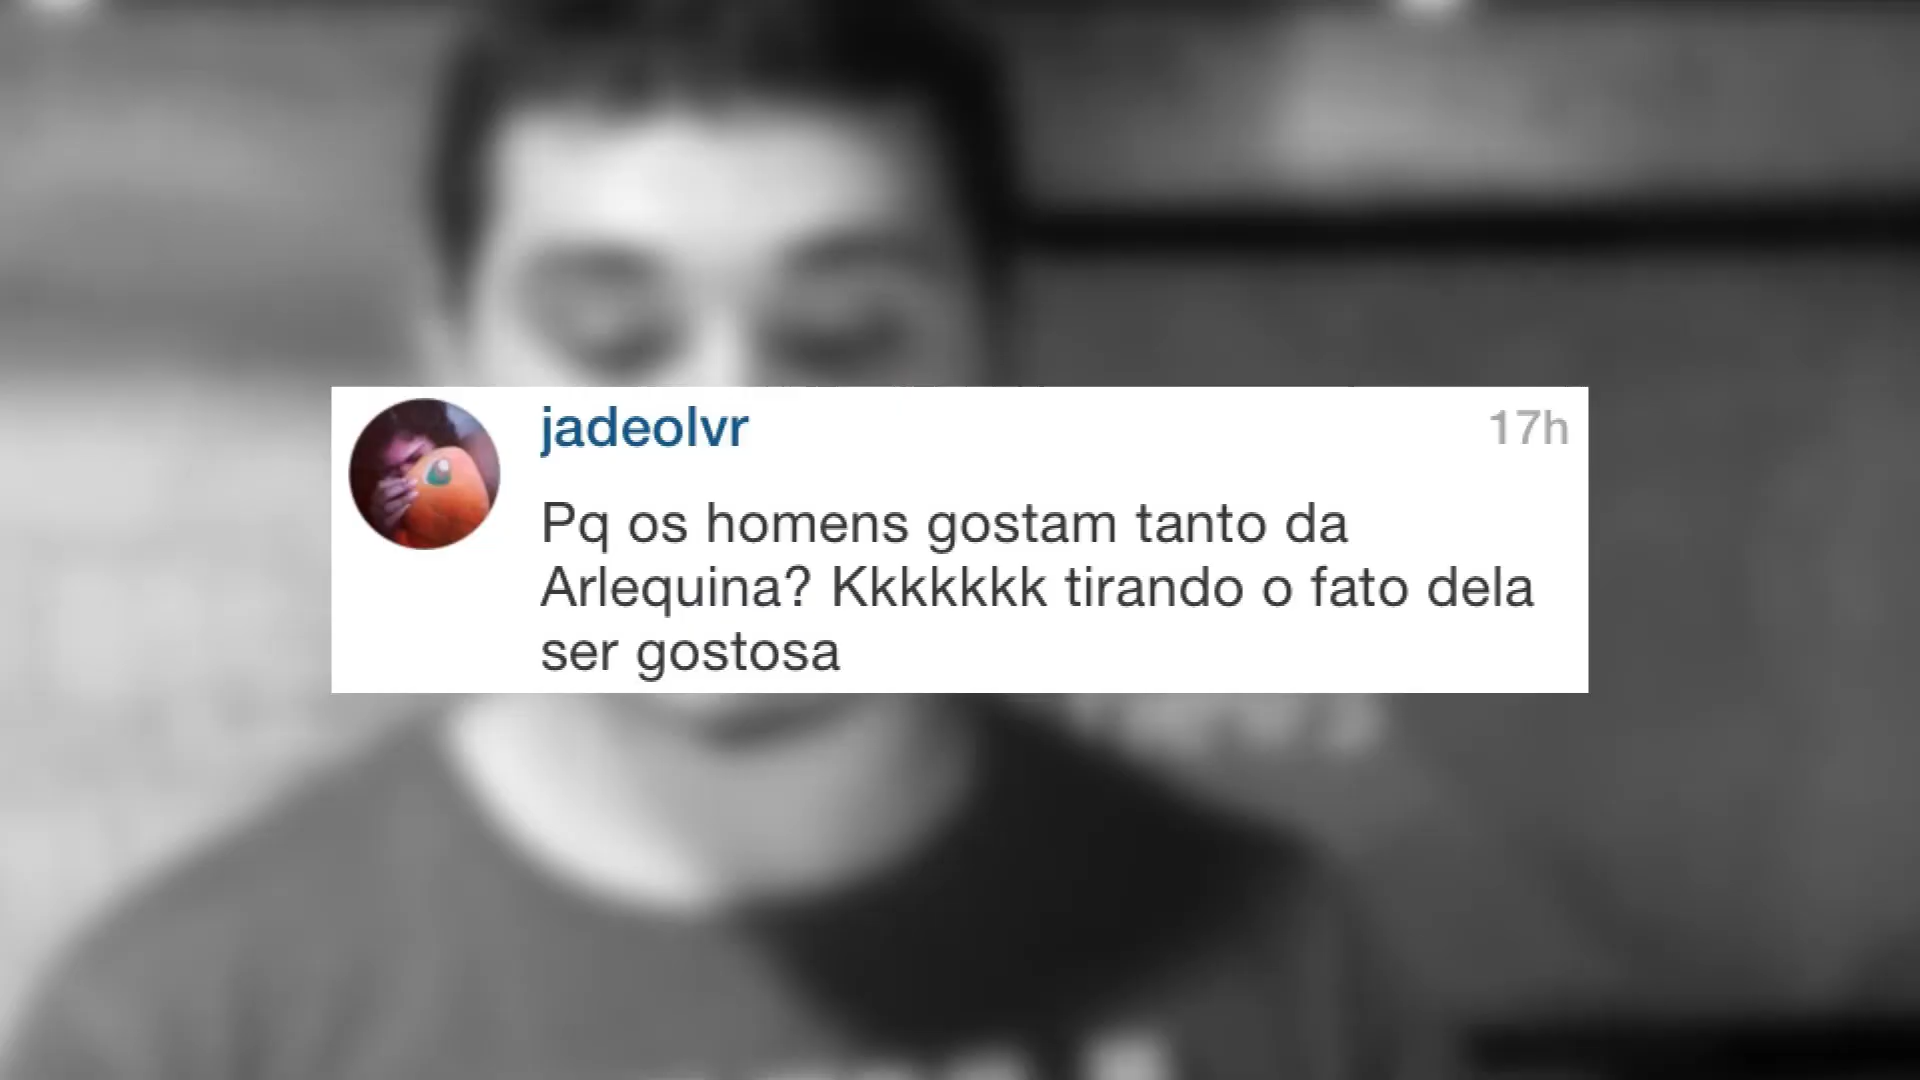 jadeolvr
17h
Pq os homens gostam tanto da
Arlequina? Kkkkkkk tirando o fato dela
ser gostosa